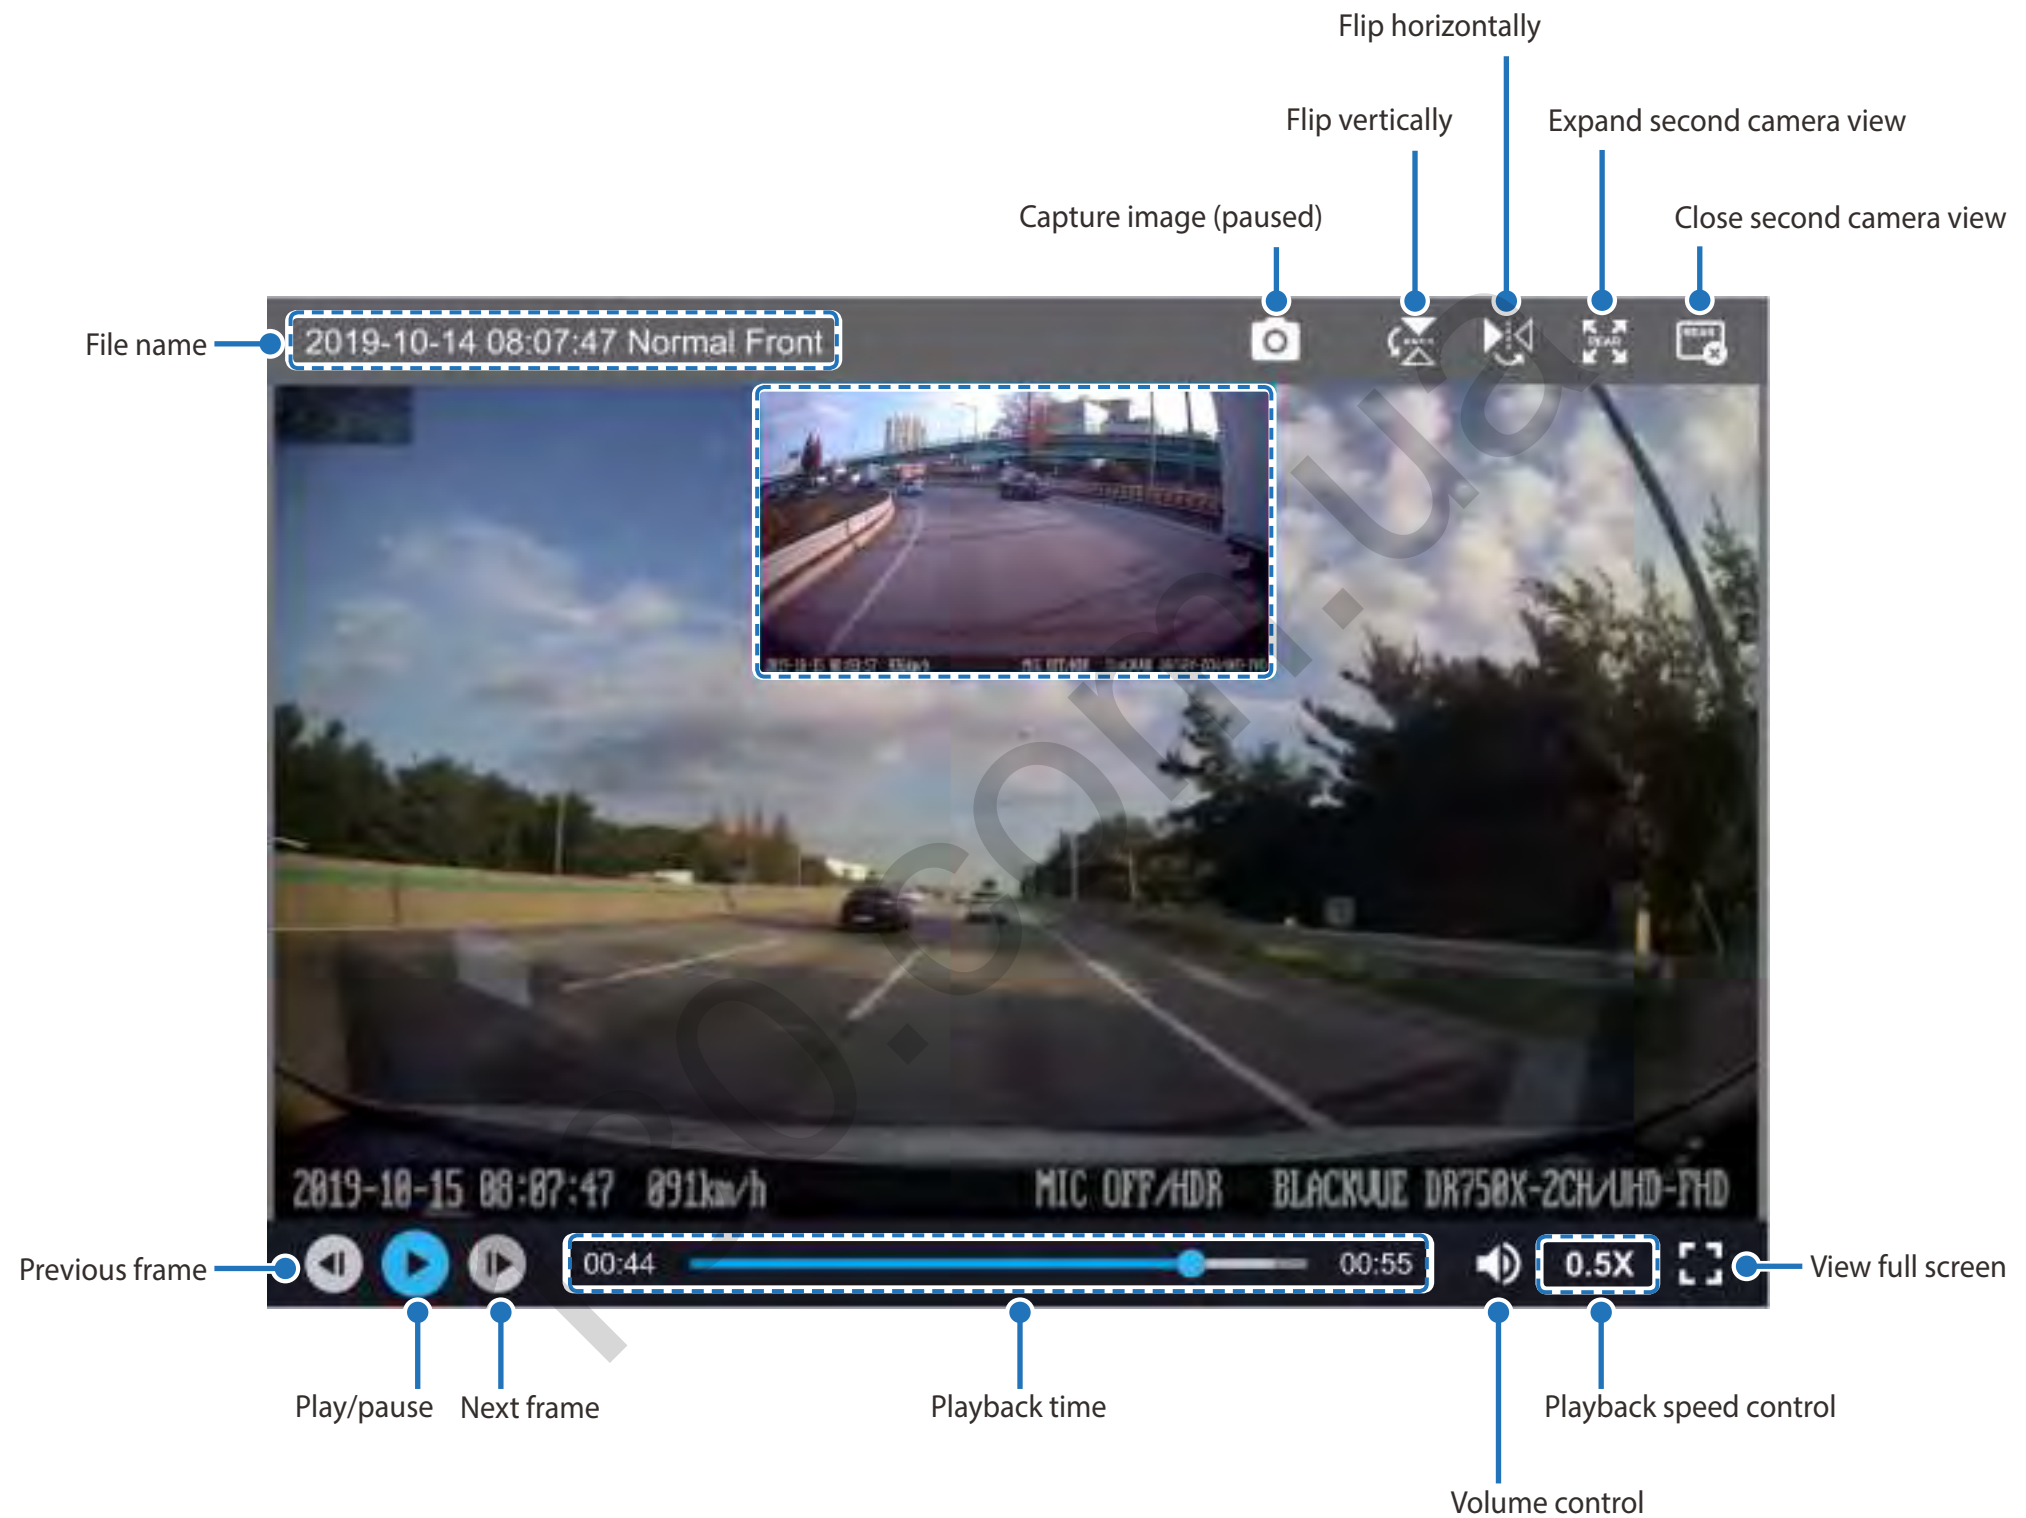 Flip horizontally
Flip vertically
Expand second camera view
Capture image (paused)
Close second camera view
File name
2019-10-14 08:07:47 Normal Front
REAR
REAR
2019-10-15 08:07:47 091km/h MIC OFF/HDR BLACKVUE DR750X-2CH/UHD-FHD
Previous frame
00:44
00:55
0.5X
View full screen
Play/pause
Next frame
Playback time
Playback speed control
Volume control